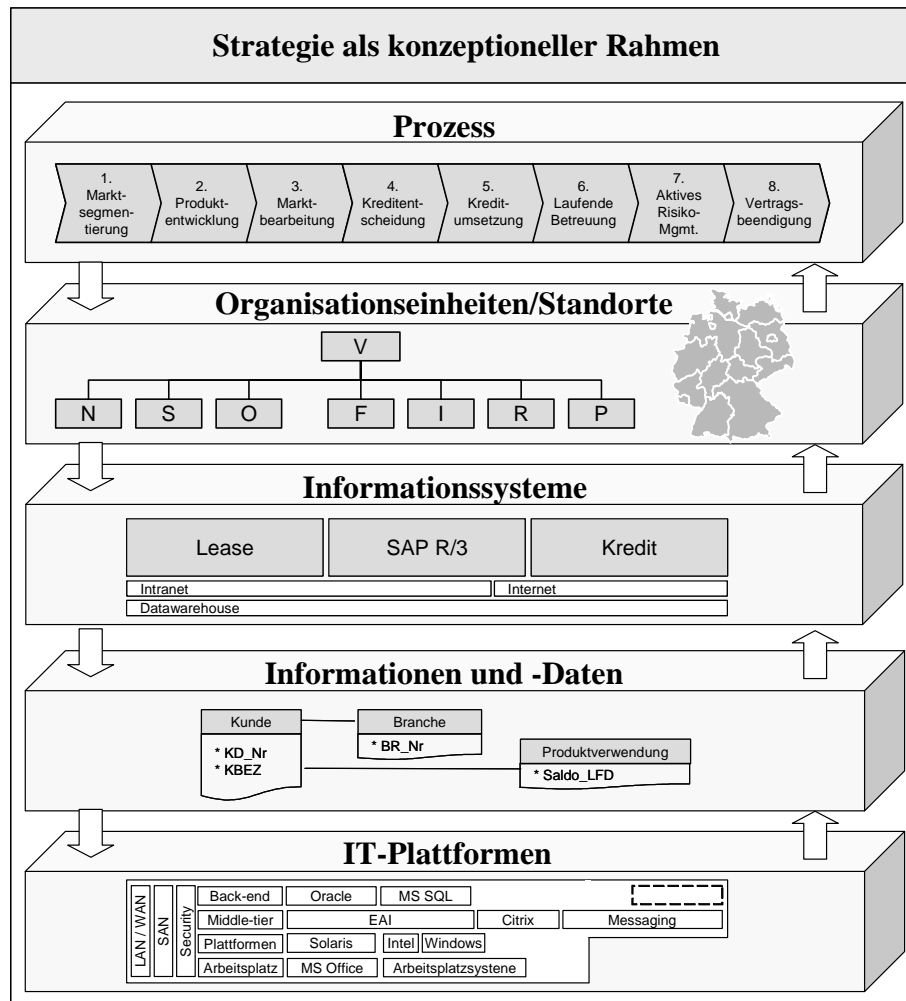 Strategie als konzeptioneller Rahmen
Prozess
1.
Markt-
segmen-
tierung
2.
Produkt-
entwicklung
3.
Markt-
bearbeitung
4.
Kreditent-
scheidung
5.
Kredit-
umsetzung
6.
Laufende
Betreuung
7.
Aktives
Risiko-
Mgmt.
8.
Vertrags-
beendigung
Organisationseinheiten/Standorte
V
N
S
O
F
I
R
P
Informationssysteme
Lease
SAP R/3
Kredit
Intranet
Internet
Datawarehouse
Informationen und -Daten
Kunde
* KD_Nr
* KBEZ
Branche
* BR_Nr
Produktverwendung
* Saldo_LFD
IT-Plattformen
LAN / WAN
SAN
Security
Back-end
Oracle
MS SQL
Middle-tier
EAI
Citrix
Messaging
Plattformen
Solaris
Intel
Windows
Arbeitsplatz
MS Office
Arbeitsplatzsystene